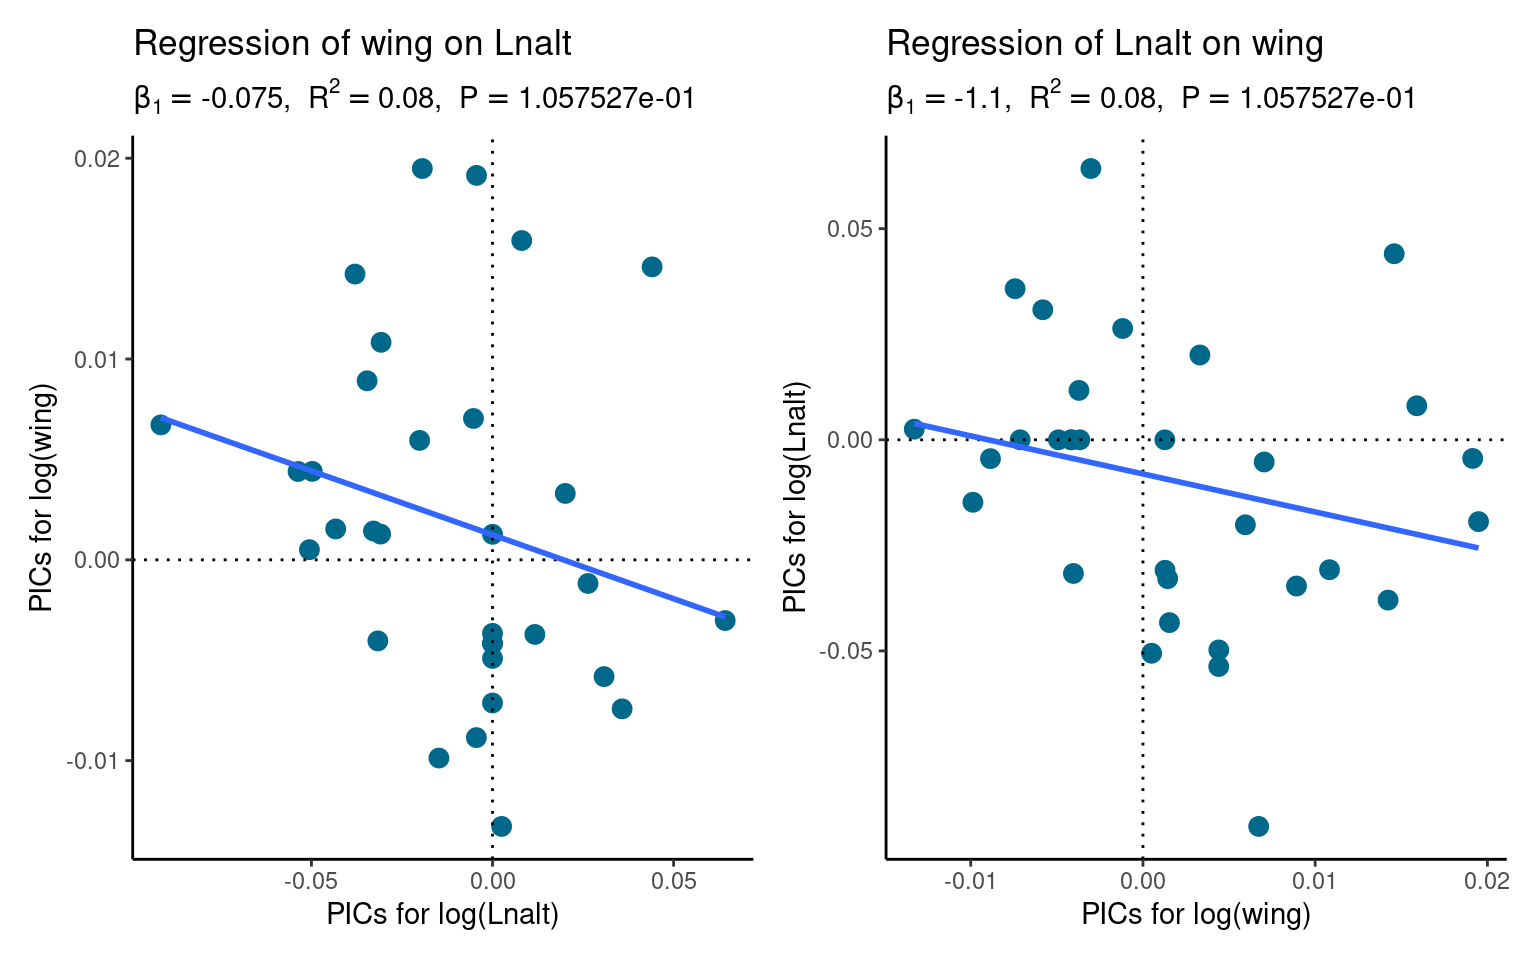 Regression of wing on Lnalt
β₁ = -0.075, R² = 0.08, P = 1.057527e-01
0.02
0.01
0.00
-0.01
PICs for log(wing)
-0.05 0.00 0.05
PICs for log(Lnalt)
Regression of Lnalt on wing
β₁ = -1.1, R² = 0.08, P = 1.057527e-01
0.05
0.00
-0.05
PICs for log(Lnalt)
-0.01 0.00 0.01 0.02
PICs for log(wing)